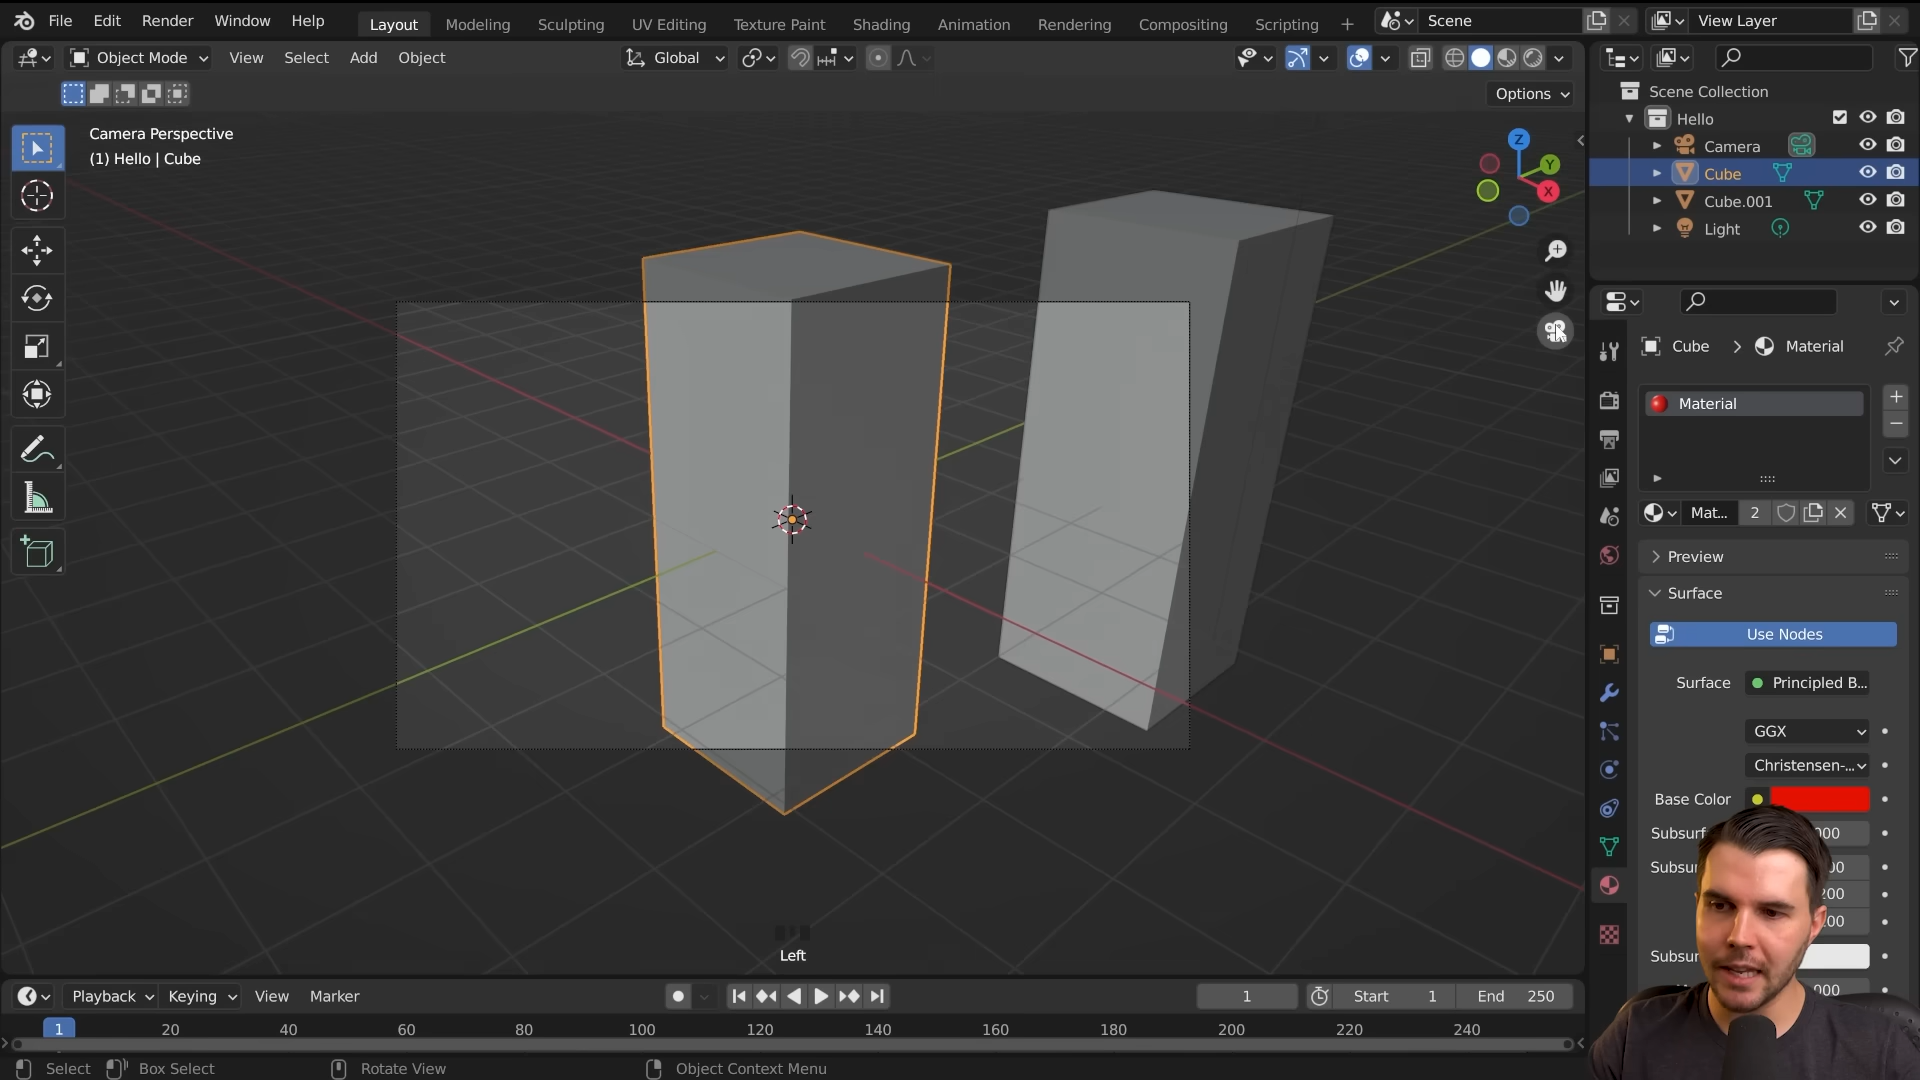 File Edit Render Window Help
Layout Modeling Sculpting UV Editing Texture Paint Shading Animation Rendering Compositing Scripting +
Scene
View Layer
Object Mode View Select Add Object
Global
Options
Camera Perspective
(1) Hello | Cube
Z
Y
X
Left
Scene Collection
Hello
Camera
Cube
Cube.001
Light
Cube > Material
Material
Mat... 2
Preview
Surface
Use Nodes
Surface Principled B...
GGX
Christensen-...
Base Color
Playback Keying View Marker
1
Start 1
End 250
1 20 40 60 80 100 120 140 160 180 200 220 240
Select Box Select Rotate View Object Context Menu